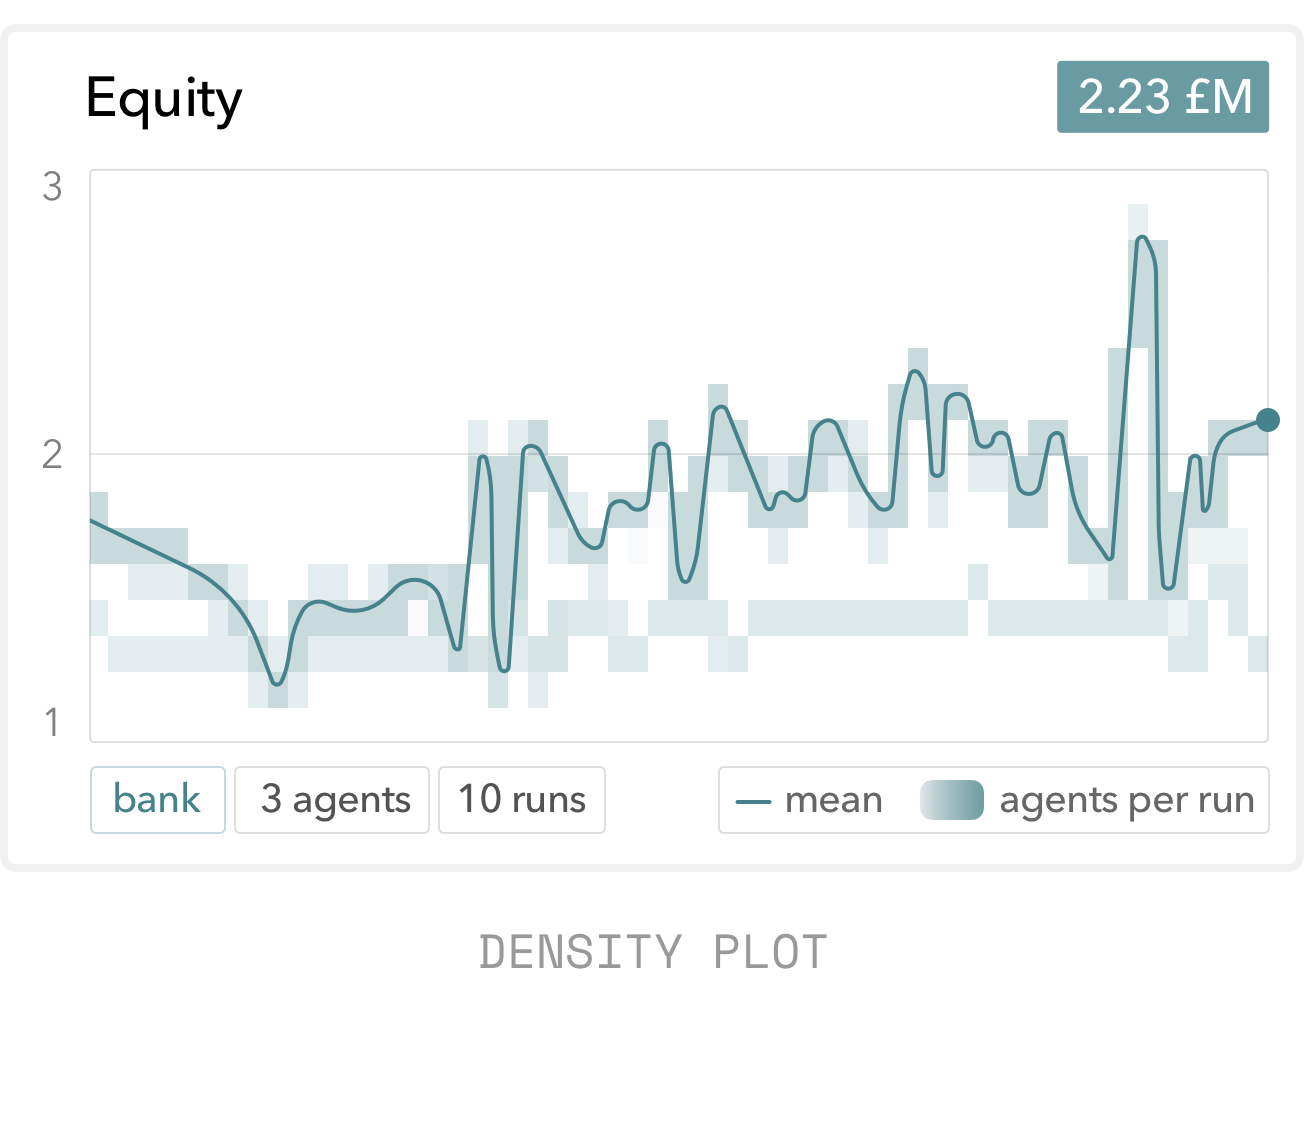 Equity
2.23 £M
3
2
1
bank
3 agents
10 runs
mean
agents per run
DENSITY PLOT